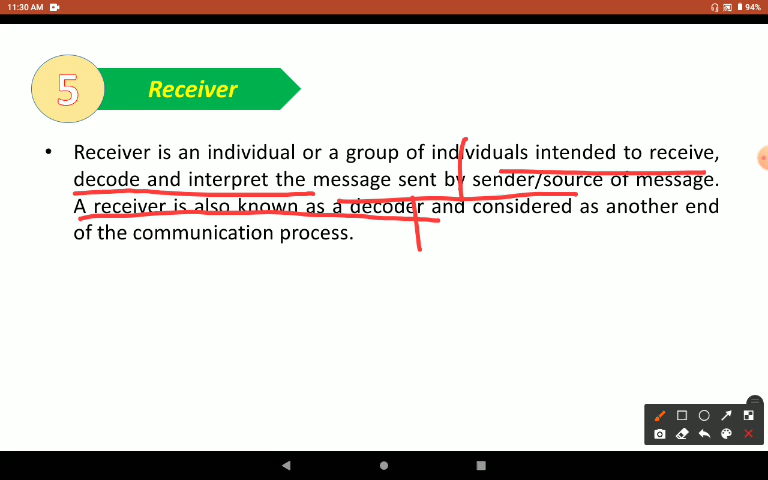 11:30 AM
94%
5
Receiver
• Receiver is an individual or a group of individuals intended to receive,
decode and interpret the message sent by sender/source of message.
A receiver is also known as a decoder and considered as another end
of the communication process.